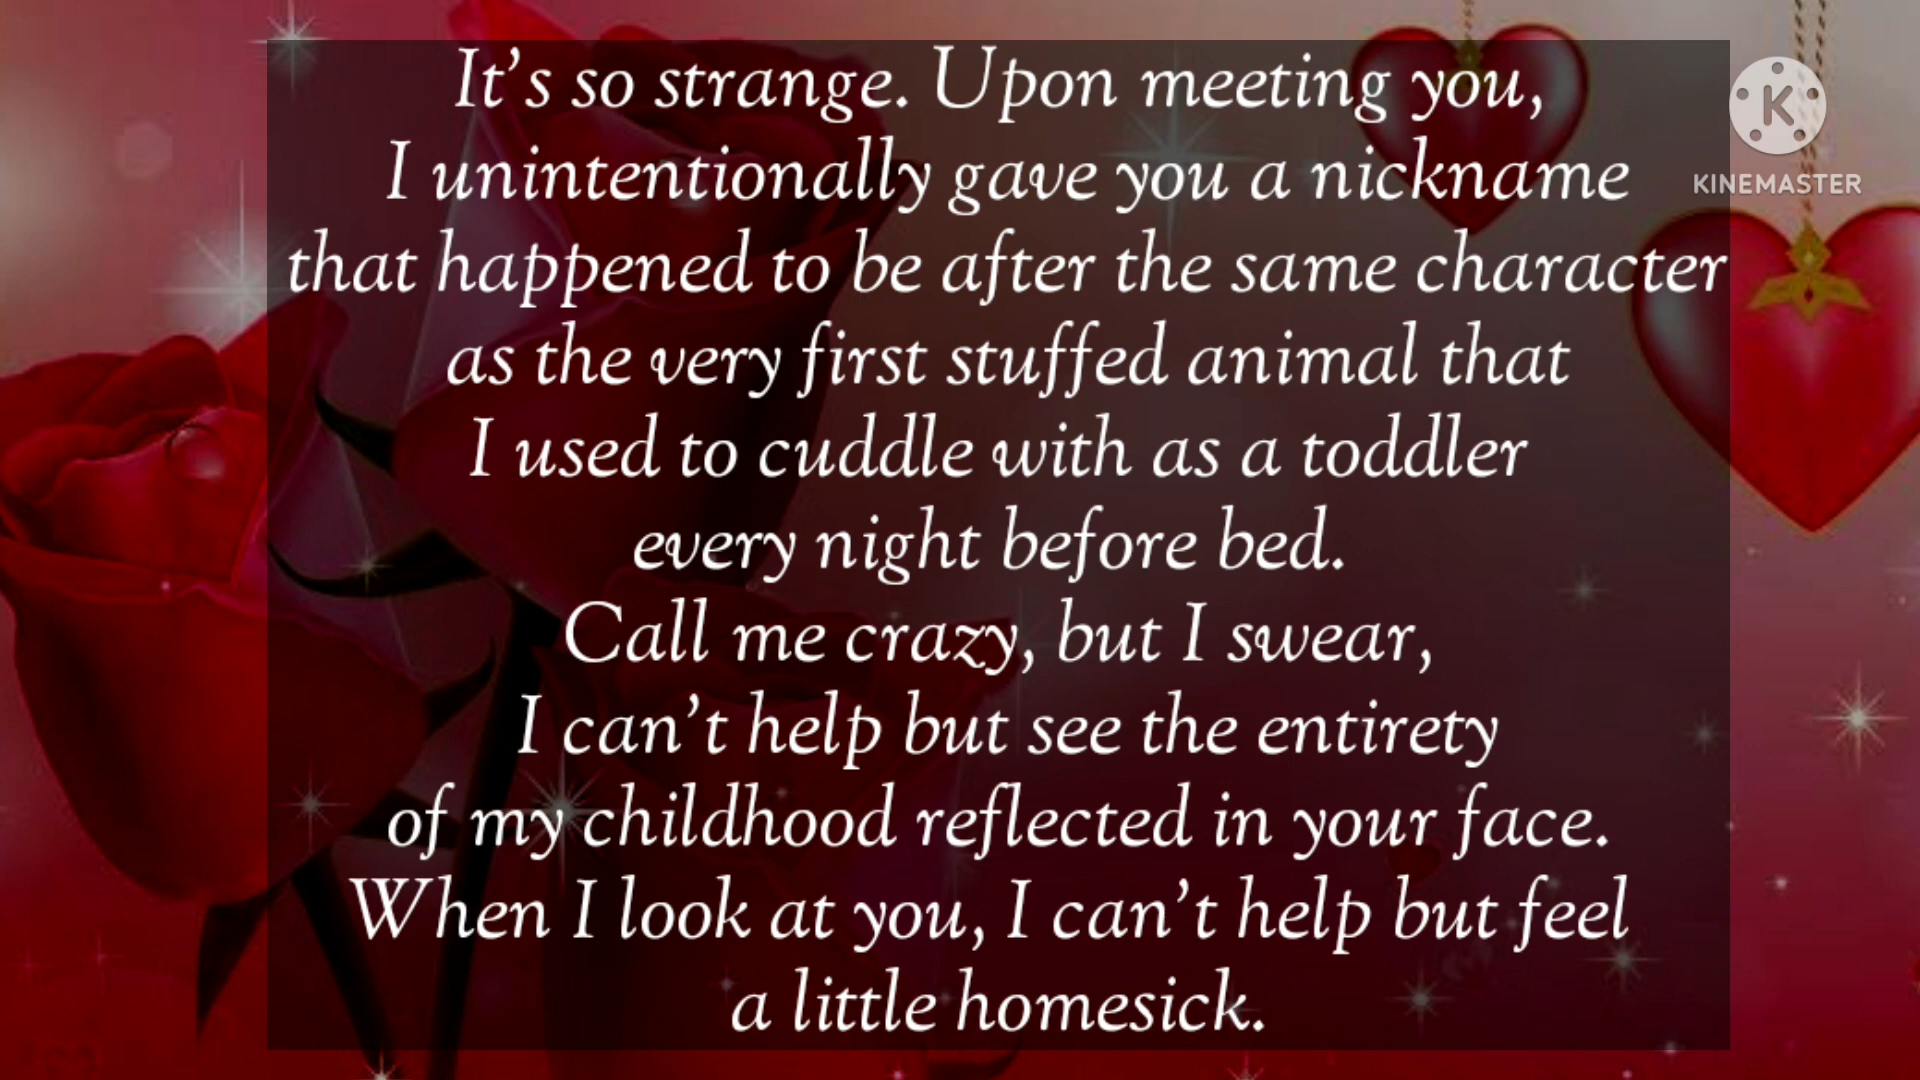 It’s so strange. Upon meeting you,
I unintentionally gave you a nickname
that happened to be after the same character
as the very first stuffed animal that
I used to cuddle with as a toddler
every night before bed.
Call me crazy, but I swear,
I can’t help but see the entirety
of my childhood reflected in your face.
When I look at you, I can’t help but feel
a little homesick.
K
KINEMASTER